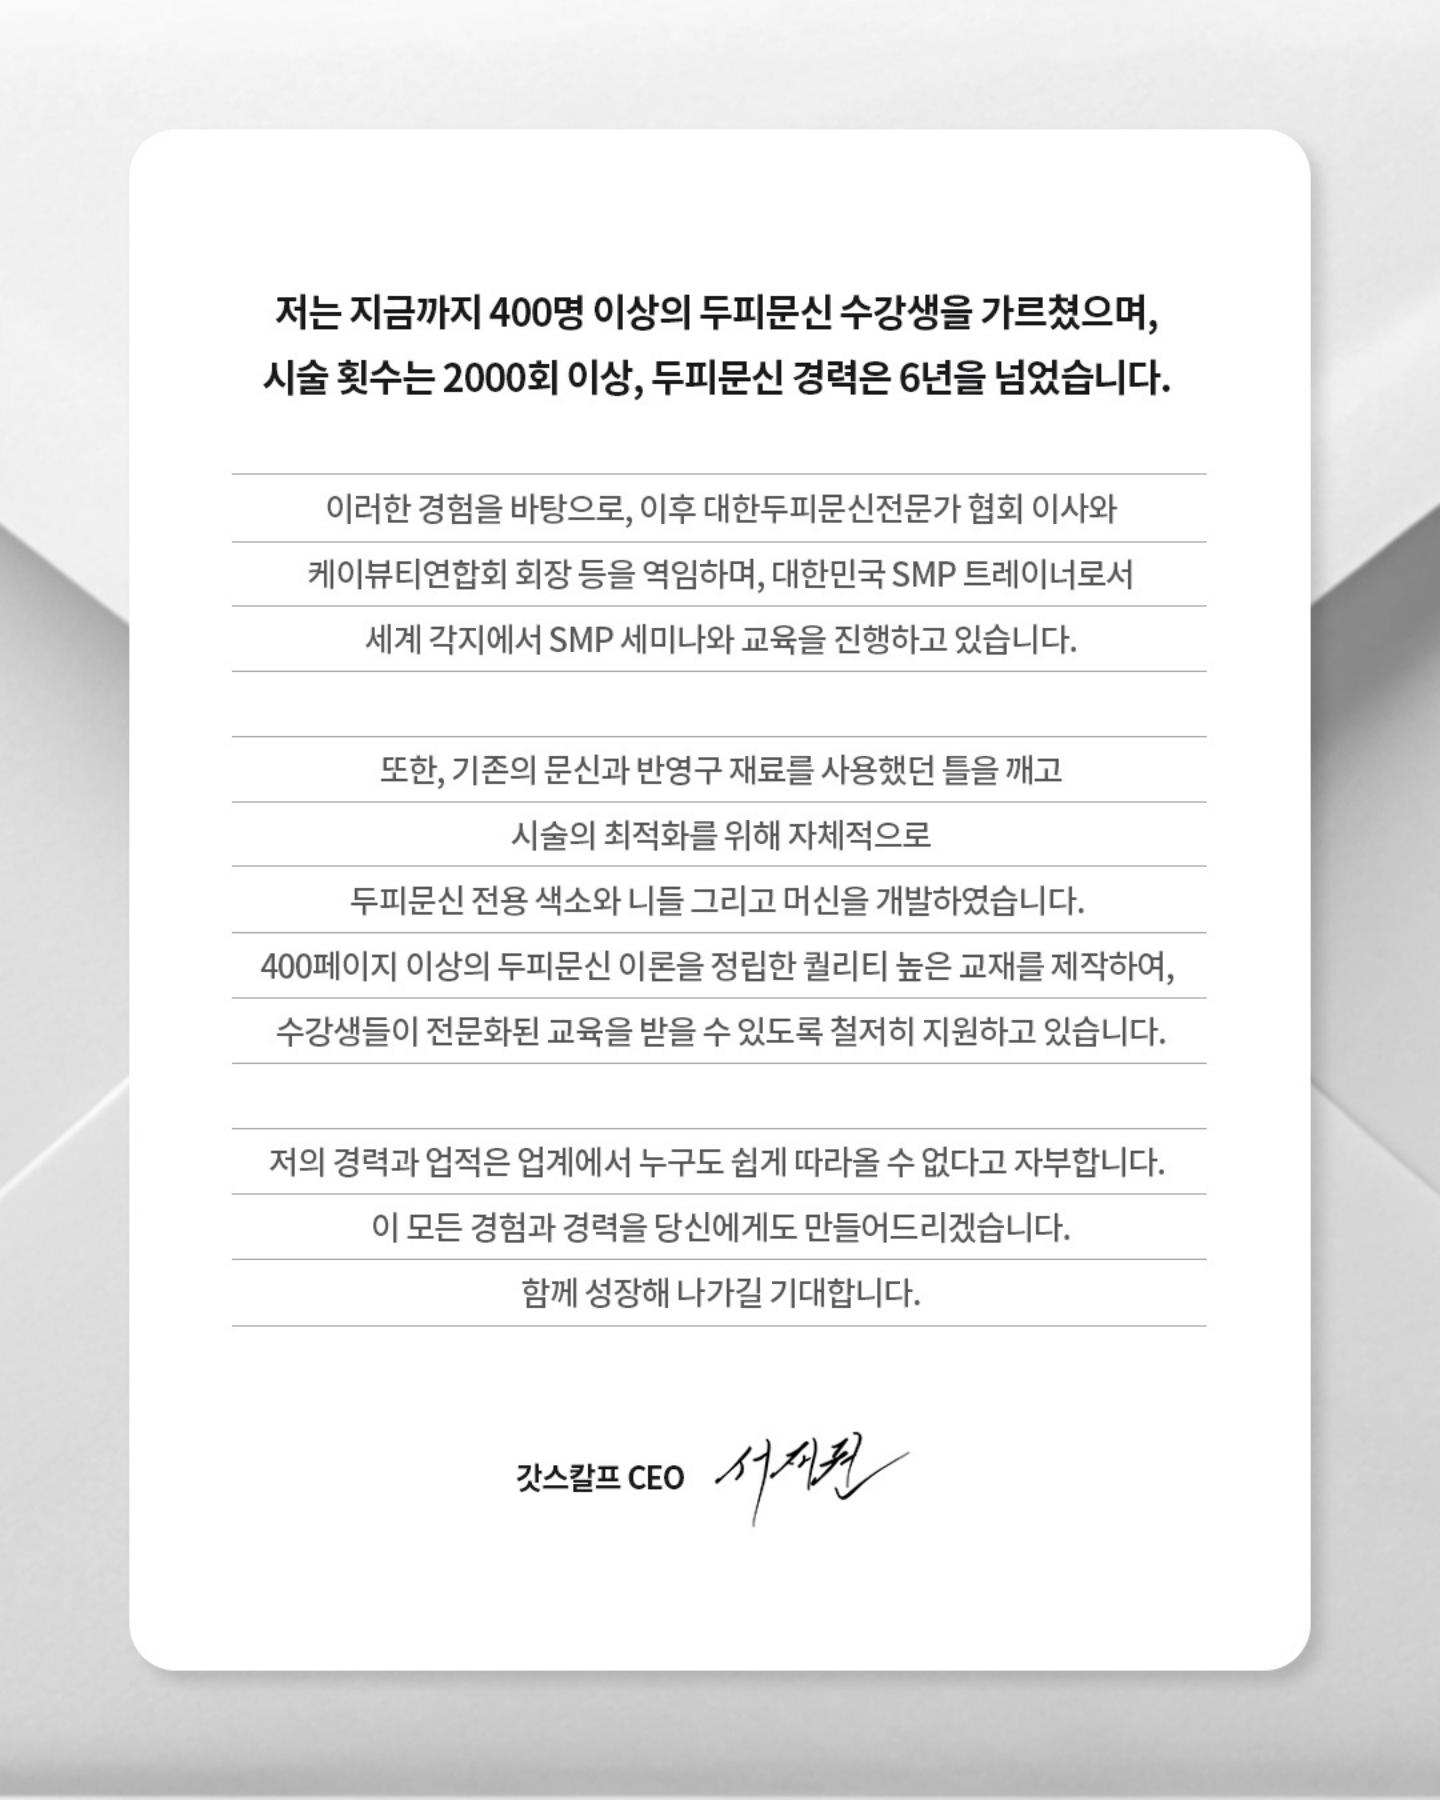 저는 지금까지 400명 이상의 두피문신 수강생을 가르쳤으며,
시술 횟수는 2000회 이상, 두피문신 경력은 6년을 넘었습니다.
이러한 경험을 바탕으로, 이후 대한두피문신전문가 협회 이사와
케이뷰티연합회 회장 등을 역임하며, 대한민국 SMP 트레이너로서
세계 각지에서 SMP 세미나와 교육을 진행하고 있습니다.
또한, 기존의 문신과 반영구 재료를 사용했던 틀을 깨고
시술의 최적화를 위해 자체적으로
두피문신 전용 색소와 니들 그리고 머신을 개발하였습니다.
400페이지 이상의 두피문신 이론을 정립한 퀄리티 높은 교재를 제작하여,
수강생들이 전문화된 교육을 받을 수 있도록 철저히 지원하고 있습니다.
저의 경력과 업적은 업계에서 누구도 쉽게 따라올 수 없다고 자부합니다.
이 모든 경험과 경력을 당신에게도 만들어드리겠습니다.
함께 성장해 나가길 기대합니다.
갓스칼프 CEO